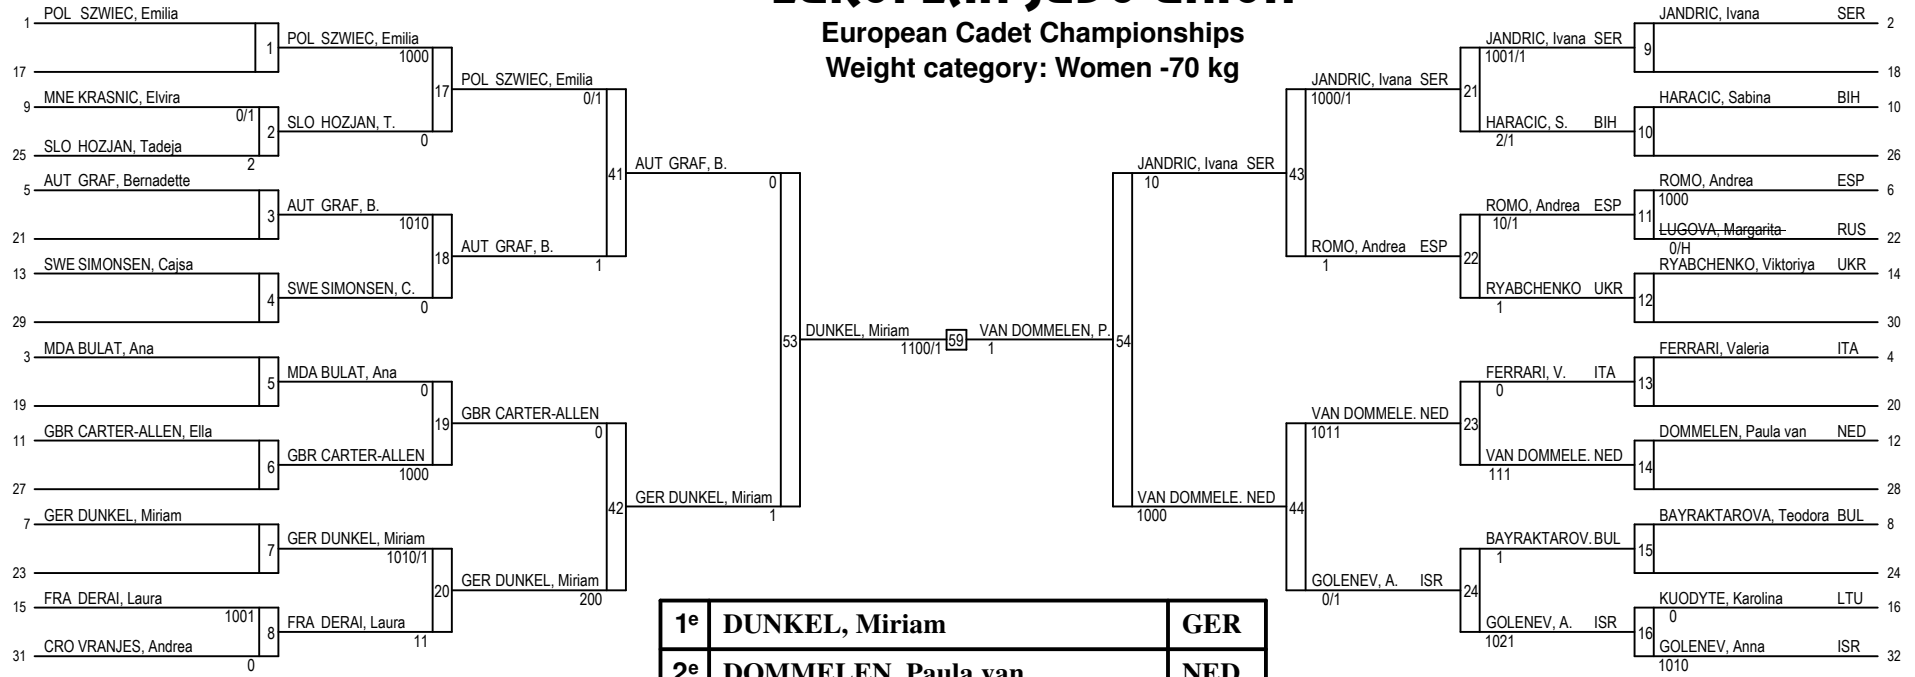 EUROPEAN JUDO UNION
European Cadet Championships
Weight category: Women -70 kg
1 POL SZWIEC, Emilia
17
1
9 MNE KRASNIC, Elvira
0/1
25 SLO HOZJAN, Tadeja
2
2
5 AUT GRAF, Bernadette
21
3
13 SWE SIMONSEN, Cajsa
29
4
3 MDA BULAT, Ana
19
5
11 GBR CARTER-ALLEN, Ella
27
6
7 GER DUNKEL, Miriam
23
7
15 FRA DERAI, Laura
1001
31 CRO VRANJES, Andrea
0
8
POL SZWIEC, Emilia
1000
SLO HOZJAN, T.
0
17
AUT GRAF, B.
1010
SWE SIMONSEN, C.
0
18
MDA BULAT, Ana
0
GBR CARTER-ALLEN
1000
19
GER DUNKEL, Miriam
1010/1
FRA DERAI, Laura
11
20
POL SZWIEC, Emilia
0/1
AUT GRAF, B.
1
41
GBR CARTER-ALLEN
0
GER DUNKEL, Miriam
200
42
AUT GRAF, B.
0
GER DUNKEL, Miriam
1
53
DUNKEL, Miriam
1100/1
59
VAN DOMMELEN, P.
1
54
JANDRIC, Ivana SER
10
VAN DOMMELE. NED
1000
43
JANDRIC, Ivana SER
1000/1
ROMO, Andrea ESP
1
44
VAN DOMMELE. NED
1011
GOLENEV, A. ISR
0/1
21
JANDRIC, Ivana SER
1001/1
HARACIC, S. BIH
2/1
22
ROMO, Andrea ESP
10/1
RYABCHENKO UKR
1
23
FERRARI, V. ITA
0
VAN DOMMELE. NED
111
24
BAYRAKTAROV. BUL
1
GOLENEV, A. ISR
1021
9
JANDRIC, Ivana SER 2
18
10
HARACIC, Sabina BIH 10
26
11
ROMO, Andrea ESP 6
1000
LUGOVA, Margarita RUS 22
0/H
12
RYABCHENKO, Viktoriya UKR 14
30
13
FERRARI, Valeria ITA 4
20
14
DOMMELEN, Paula van NED 12
28
15
BAYRAKTAROVA, Teodora BUL 8
24
16
KUODYTE, Karolina LTU 16
0
GOLENEV, Anna ISR 32
1010
1e DUNKEL, Miriam GER
2e DOMMELEN, Paula van NED